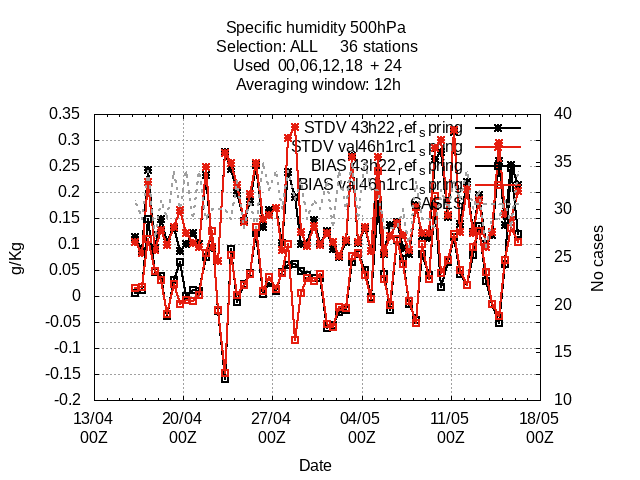 Specific humidity 500hPa
Selection: ALL 36 stations
Used 00,06,12,18 + 24
Averaging window: 12h
0.35 40
STDV 43h22_ref_spring
0.3
STDV val46h1rc1_spring
0.25 35
BIAS 43h22_ref_spring
0.2
BIAS val46h1rc1_spring
CASES
0.15 30
0.1
0.05 25
0
-0.05 20
-0.1
-0.15 15
-0.2 10
g/Kg
No cases
13/04 20/04 27/04 04/05 11/05 18/05
00Z 00Z 00Z 00Z 00Z 00Z
Date